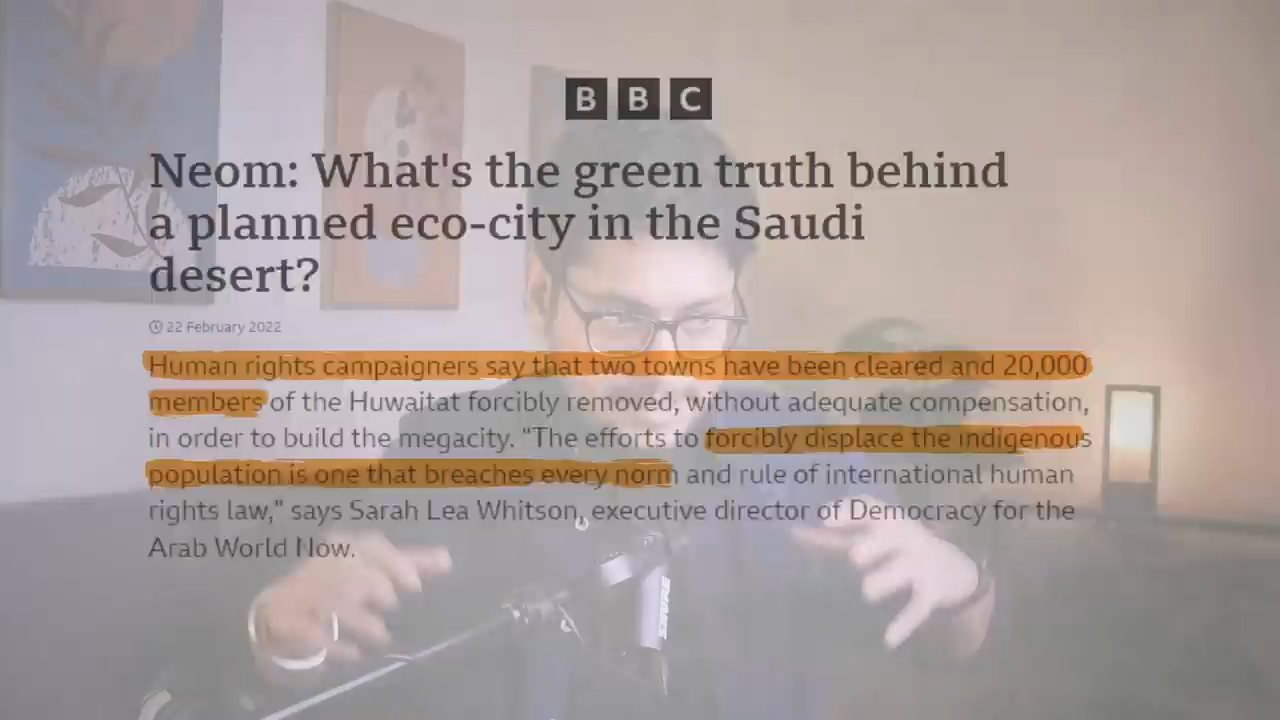 BBC
Neom: What's the green truth behind
a planned eco-city in the Saudi
desert?
22 February 2022
Human rights campaigners say that two towns have been cleared and 20,000
members of the Huwaitat forcibly removed, without adequate compensation,
in order to build the megacity. "The efforts to forcibly displace the indigenous
population is one that breaches every norm and rule of international human
rights law," says Sarah Lea Whitson, executive director of Democracy for the
Arab World Now.
SHURE